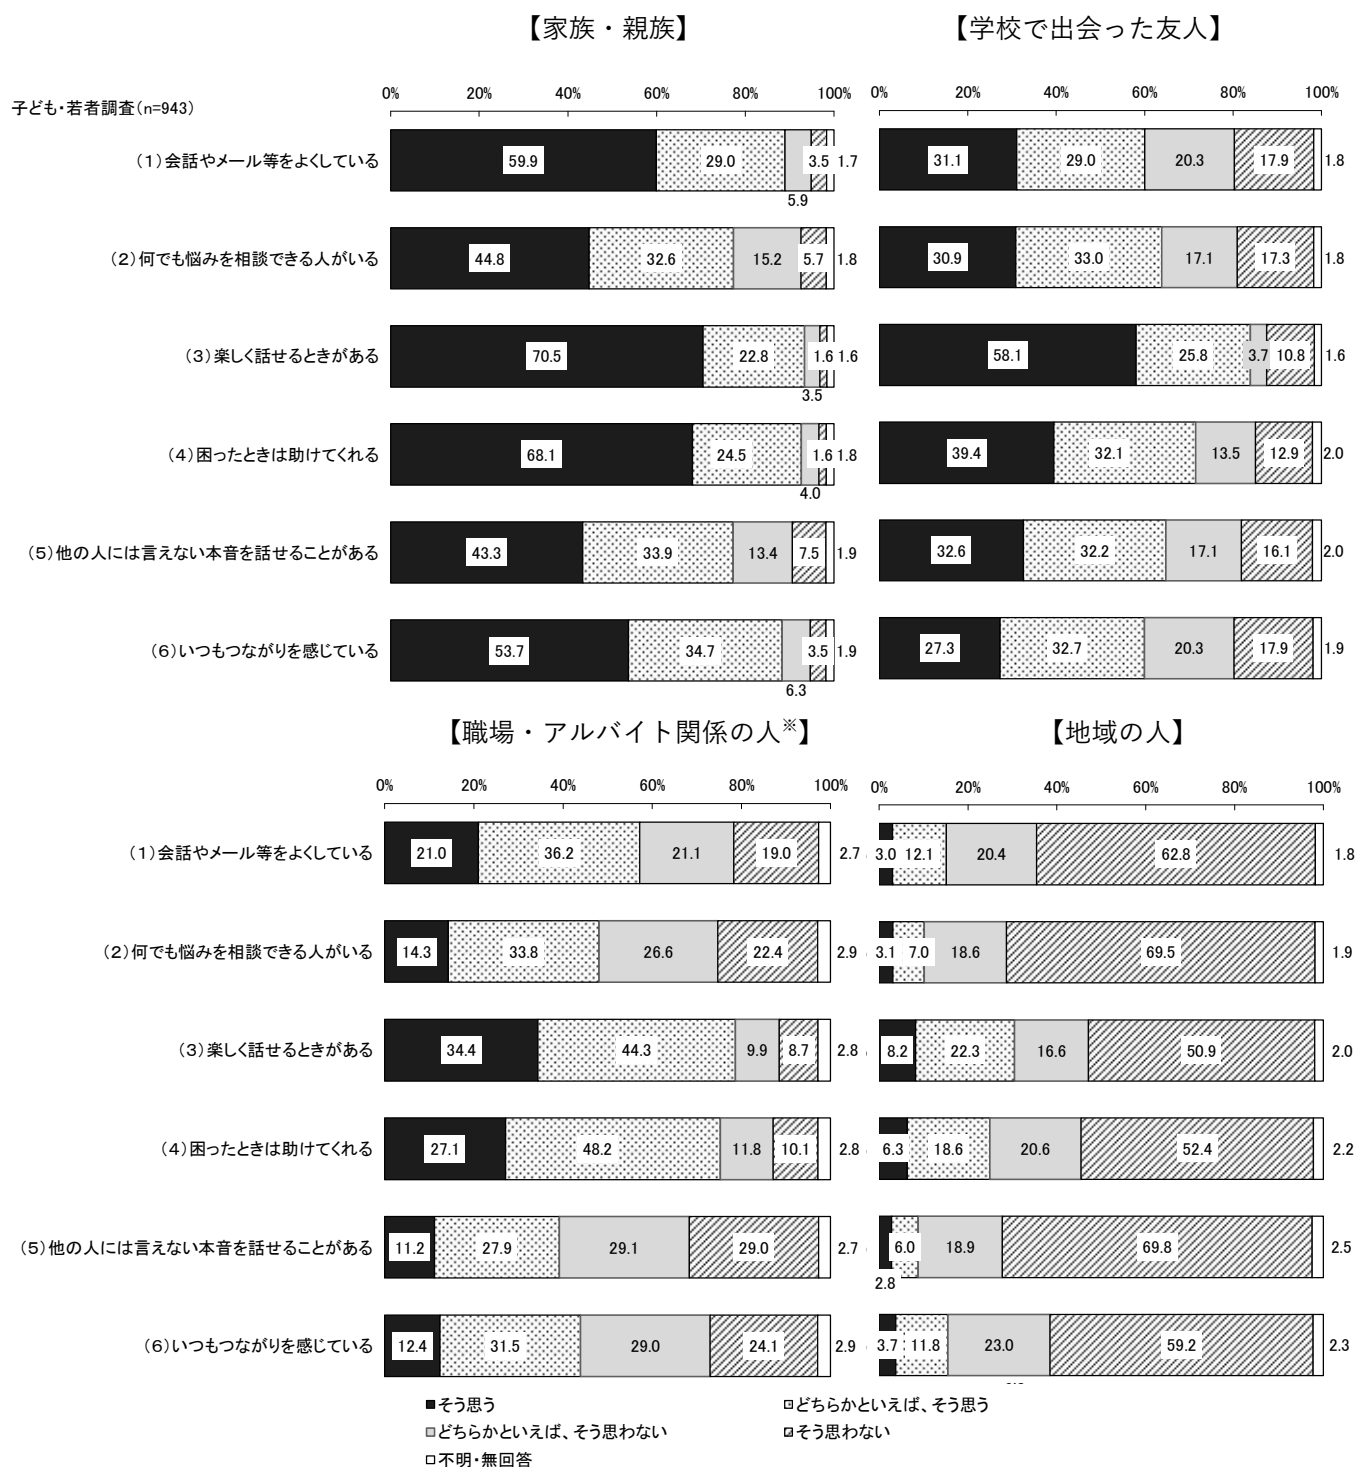 【家族・親族】 【学校で出会った友人】
0% 20% 40% 60% 80% 100% 0% 20% 40% 60% 80% 100%
子ども・若者調査(n=943)
(1)会話やメール等をよくしている 59.9 29.0 5.9 3.5 1.7 31.1 29.0 20.3 17.9 1.8
(2)何でも悩みを相談できる人がいる 44.8 32.6 15.2 5.7 1.8 30.9 33.0 17.1 17.3 1.8
(3)楽しく話せるときがある 70.5 22.8 3.5 1.6 1.6 58.1 25.8 3.7 10.8 1.6
(4)困ったときは助けてくれる 68.1 24.5 4.0 1.6 1.8 39.4 32.1 13.5 12.9 2.0
(5)他の人には言えない本音を話せることがある 43.3 33.9 13.4 7.5 1.9 32.6 32.2 17.1 16.1 2.0
(6)いつもつながりを感じている 53.7 34.7 6.3 3.5 1.9 27.3 32.7 20.3 17.9 1.9
【職場・アルバイト関係の人※】 【地域の人】
0% 20% 40% 60% 80% 100% 0% 20% 40% 60% 80% 100%
(1)会話やメール等をよくしている 21.0 36.2 21.1 19.0 2.7 3.0 12.1 20.4 62.8 1.8
(2)何でも悩みを相談できる人がいる 14.3 33.8 26.6 22.4 2.9 3.1 7.0 18.6 69.5 1.9
(3)楽しく話せるときがある 34.4 44.3 9.9 8.7 2.8 8.2 22.3 16.6 50.9 2.0
(4)困ったときは助けてくれる 27.1 48.2 11.8 10.1 2.8 6.3 18.6 20.6 52.4 2.2
(5)他の人には言えない本音を話せることがある 11.2 27.9 29.1 29.0 2.7 2.8 6.0 18.9 69.8 2.5
(6)いつもつながりを感じている 12.4 31.5 29.0 24.1 2.9 3.7 11.8 23.0 59.2 2.3
そう思う どちらかといえば、そう思う
どちらかといえば、そう思わない そう思わない
不明・無回答